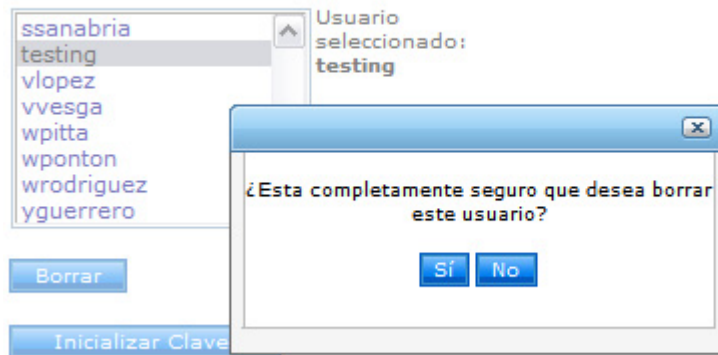 ssanabria
testing
vlopez
vvesga
wpitta
wponton
wrodriguez
yguerrero
Usuario
seleccionado:
testing
¿Esta completamente seguro que desea borrar
este usuario?
Sí No
Borrar
Inicializar Clave